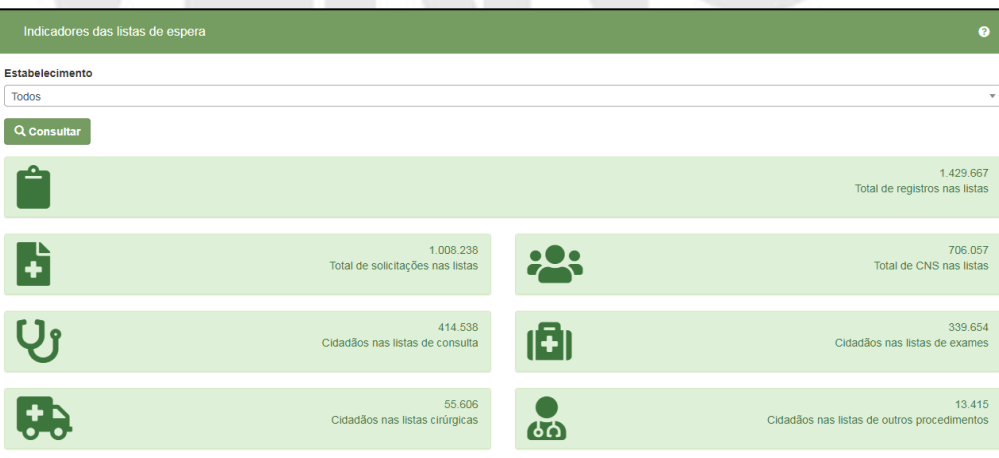 Indicadores das listas de espera
Estabelecimento
Todos
Consultar
1.429.667
Total de registros nas listas
1.008.238
Total de solicitações nas listas
706.057
Total de CNS nas listas
414.538
Cidadãos nas listas de consulta
339.654
Cidadãos nas listas de exames
55.606
Cidadãos nas listas cirúrgicas
13.415
Cidadãos nas listas de outros procedimentos